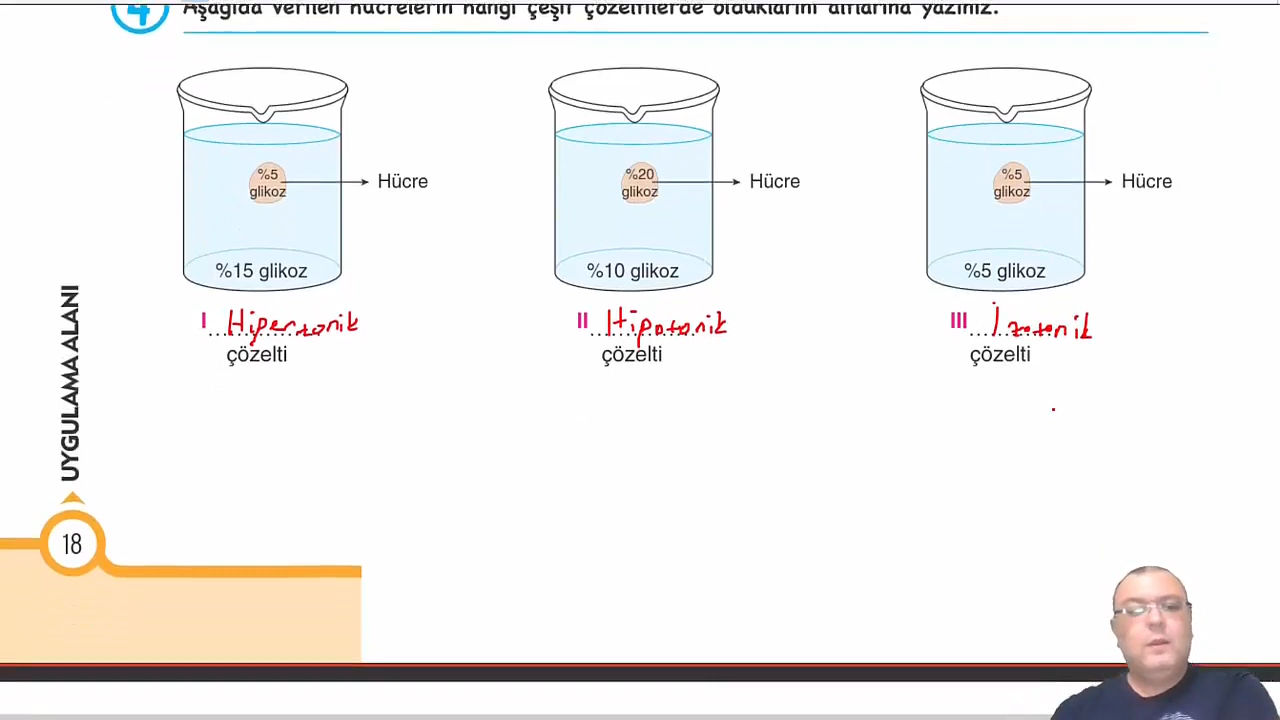 4 Aşağıda verilen hücrelerin hangi çeşit çözeltilerde olduklarını altlarına yazınız.
%5 glikoz
Hücre
%15 glikoz
%20 glikoz
Hücre
%10 glikoz
%5 glikoz
Hücre
%5 glikoz
I Hipertonik çözelti
II Hipotonik çözelti
III İzotonik çözelti
UYGULAMA ALANI
18